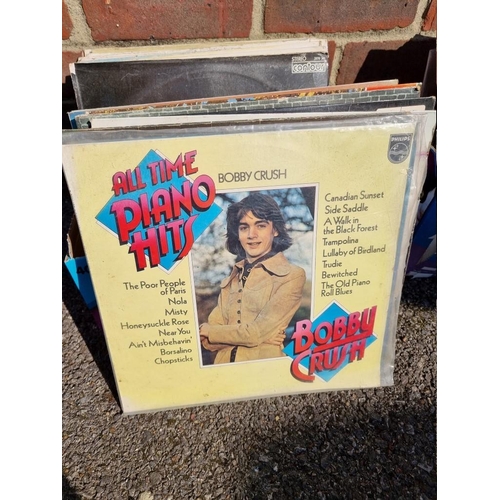 STEREO
contour
PHILIPS
ALL TIME
PIANO
HITS
BOBBY CRUSH
Canadian Sunset
Side Saddle
A Walk in
the Black Forest
Trampolina
Lullaby of Birdland
Trudie
Bewitched
The Old Piano
Roll Blues
The Poor People
of Paris
Nola
Misty
Honeysuckle Rose
Near You
Ain't Misbehavin'
Borsalino
Chopsticks
BOBBY
CRUSH